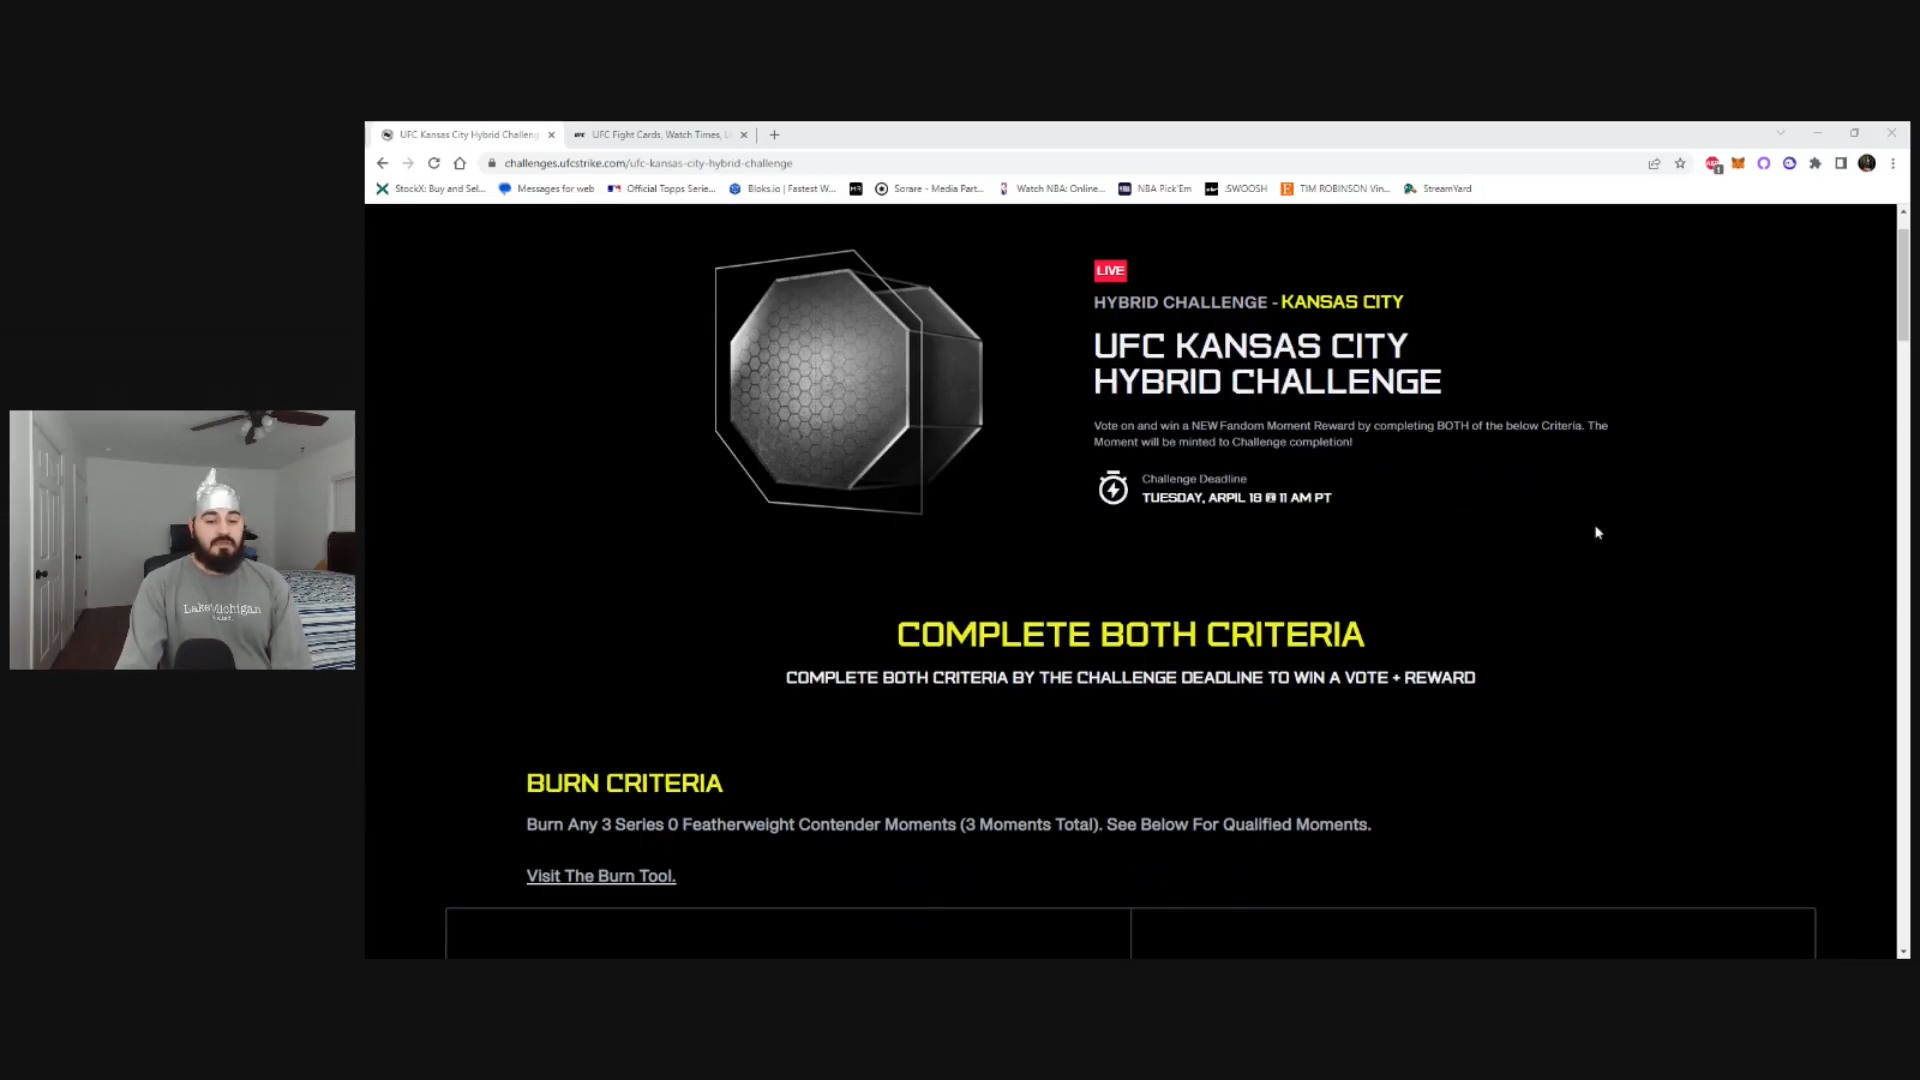 UFC Kansas City Hybrid Challeng
UFC Fight Cards, Watch Times, L
challenges.ufcstrike.com/ufc-kansas-city-hybrid-challenge
StockX: Buy and Sel...
Messages for web
Official Topps Serie...
Bloks.io | Fastest W...
Sorare - Media Part...
Watch NBA: Online...
NBA Pick'Em
.SWOOSH
TIM ROBINSON Vin...
StreamYard
LIVE
HYBRID CHALLENGE - KANSAS CITY
UFC KANSAS CITY
HYBRID CHALLENGE
Vote on and win a NEW Fandom Moment Reward by completing BOTH of the below Criteria. The
Moment will be minted to Challenge completion!
Challenge Deadline
TUESDAY, ARPIL 18 @ 11 AM PT
COMPLETE BOTH CRITERIA
COMPLETE BOTH CRITERIA BY THE CHALLENGE DEADLINE TO WIN A VOTE + REWARD
Lake Michigan
BURN CRITERIA
Burn Any 3 Series 0 Featherweight Contender Moments (3 Moments Total). See Below For Qualified Moments.
Visit The Burn Tool.